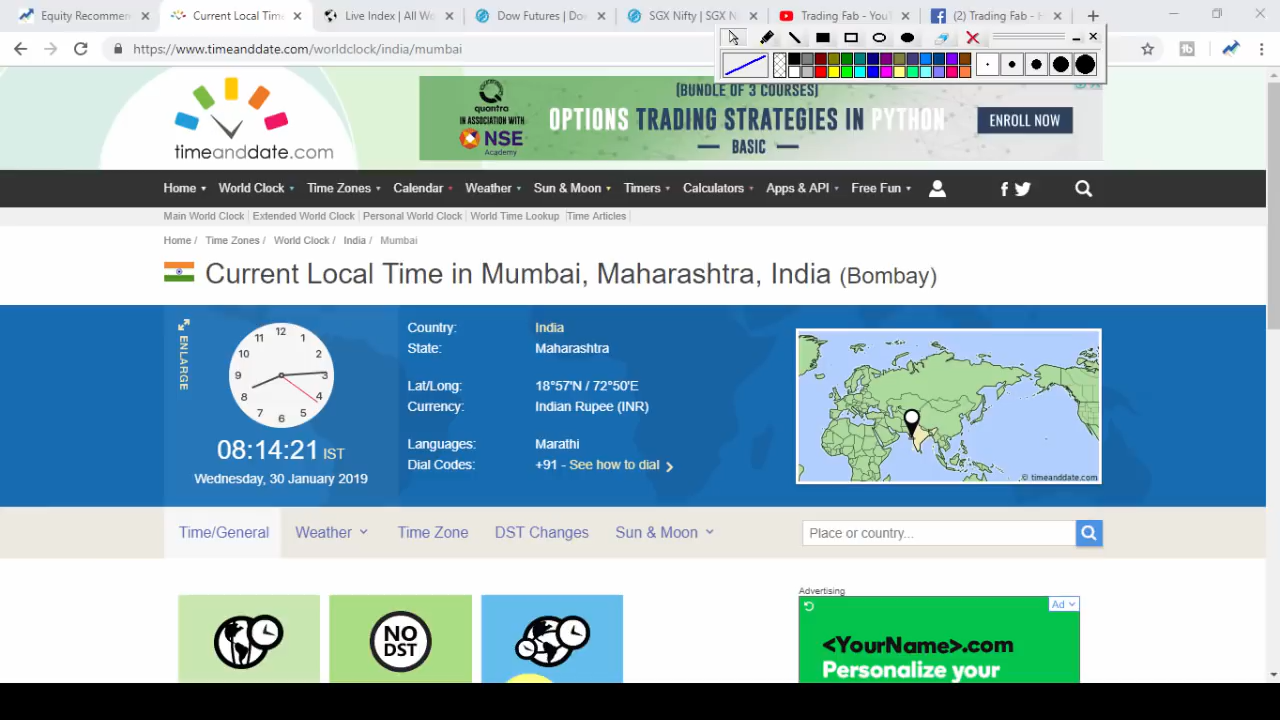 Equity Recommen
Current Local Time
Live Index | All Wo
Dow Futures | Do
SGX Nifty | SGX N
Trading Fab - YouT
(2) Trading Fab - H
https://www.timeanddate.com/worldclock/india/mumbai
timeanddate.com
quantra
IN ASSOCIATION WITH
NSE
Academy
(BUNDLE OF 3 COURSES)
OPTIONS TRADING STRATEGIES IN PYTHON
BASIC
ENROLL NOW
Home World Clock Time Zones Calendar Weather Sun & Moon Timers Calculators Apps & API Free Fun
Main World Clock Extended World Clock Personal World Clock World Time Lookup Time Articles
Home / Time Zones / World Clock / India / Mumbai
Current Local Time in Mumbai, Maharashtra, India (Bombay)
ENLARGE
12
1
2
3
4
5
6
7
8
9
10
11
08:14:21 IST
Wednesday, 30 January 2019
Country: India
State: Maharashtra
Lat/Long: 18°57'N / 72°50'E
Currency: Indian Rupee (INR)
Languages: Marathi
Dial Codes: +91 - See how to dial
© timeanddate.com
Time/General Weather Time Zone DST Changes Sun & Moon
Place or country...
NO
DST
Advertising
Ad
<YourName>.com
Personalize your